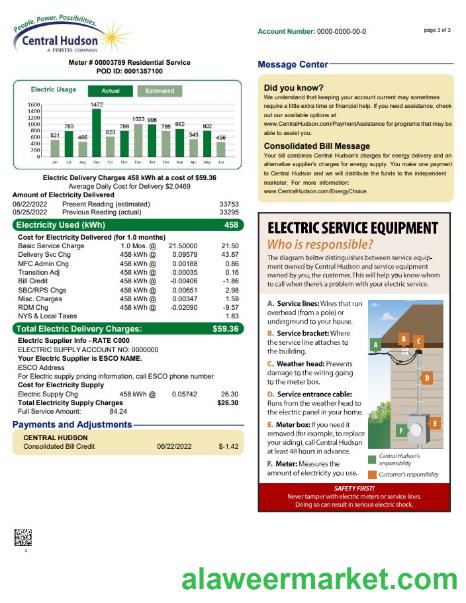 People. Power. Possibilities.
Central Hudson
A FORTIS COMPANY
Account Number: 0000-0000-00-0
page 3 of 3
Meter # 00003789 Residential Service
POD ID: 0001357100
Electric Usage
Actual
Estimated
1600
1400
1200
1000
800
600
400
200
0
521
793
465
1472
620
789
1023
996
795
862
545
802
458
Jun Jul Aug Sep Oct Nov Dec Jan Feb Mar Apr May Jun
Electric Delivery Charges 458 kWh at a cost of $59.36
Average Daily Cost for Delivery $2.0469
Amount of Electricity Delivered
06/22/2022 Present Reading (estimated) 33753
05/25/2022 Previous Reading (actual) 33295
Electricity Used (kWh) 458
Cost for Electricity Delivered (for 1.0 months)
Basic Service Charge 1.0 Mos. @ 21.50000 21.50
Delivery Svc Chg 458 kWh @ 0.09579 43.87
MFC Admin Chg 458 kWh @ 0.00188 0.86
Transition Adj 458 kWh @ 0.00035 0.16
Bill Credit 458 kWh @ -0.00406 -1.86
SBC/RPS Chgs 458 kWh @ 0.00651 2.98
Misc. Charges 458 kWh @ 0.00347 1.59
RDM Chg 458 kWh @ -0.02090 -9.57
NYS & Local Taxes 1.83
Total Electric Delivery Charges: $59.36
Electric Supplier Info - RATE C000
ELECTRIC SUPPLY ACCOUNT NO: 0000000
Your Electric Supplier is ESCO NAME.
ESCO Address
For Electric supply pricing information, call ESCO phone number
Cost for Electricity Supply
Electric Supply Chg 458 kWh @ 0.05742 26.30
Total Electricity Supply Charges $26.30
Full Service Amount: 84.24
Payments and Adjustments
CENTRAL HUDSON
Consolidated Bill Credit 06/22/2022 $-1.42
2
Message Center
Did you know?
We understand that keeping your account current may sometimes
require a little extra time or financial help. If you need assistance, check
out our available options at
www.CentralHudson.com/PaymentAssistance for programs that may be
able to assist you.
Consolidated Bill Message
Your bill combines Central Hudson's charges for energy delivery and an
alternative supplier's charges for energy supply. You make one payment
to Central Hudson and we will distribute the funds to the independent
marketer. For more information:
www.CentralHudson.com/EnergyChoice.
ELECTRIC SERVICE EQUIPMENT
Who is responsible?
The diagram below distinguishes between service equip-
ment owned by Central Hudson and service equipment
owned by you, the customer. This will help you know whom
to call when there's a problem with your electric service.
A. Service lines: Wires that run
overhead (from a pole) or
underground to your house.
B. Service bracket: Where
the service line attaches to
the building.
C. Weather head: Prevents
damage to the wiring going
to the meter box.
D. Service entrance cable:
Runs from the weather head to
the electric panel in your home.
E. Meter box: If you need it
removed (for example, to replace
your siding), call Central Hudson
at least 48 hours in advance.
F. Meter: Measures the
amount of electricity you use.
A
B
C
D
E
F
Central Hudson's
responsibility
Customer's responsibility
SAFETY FIRST!
Never tamper with electric meters or service lines.
Doing so can result in serious electric shock.
alaweermarket.com